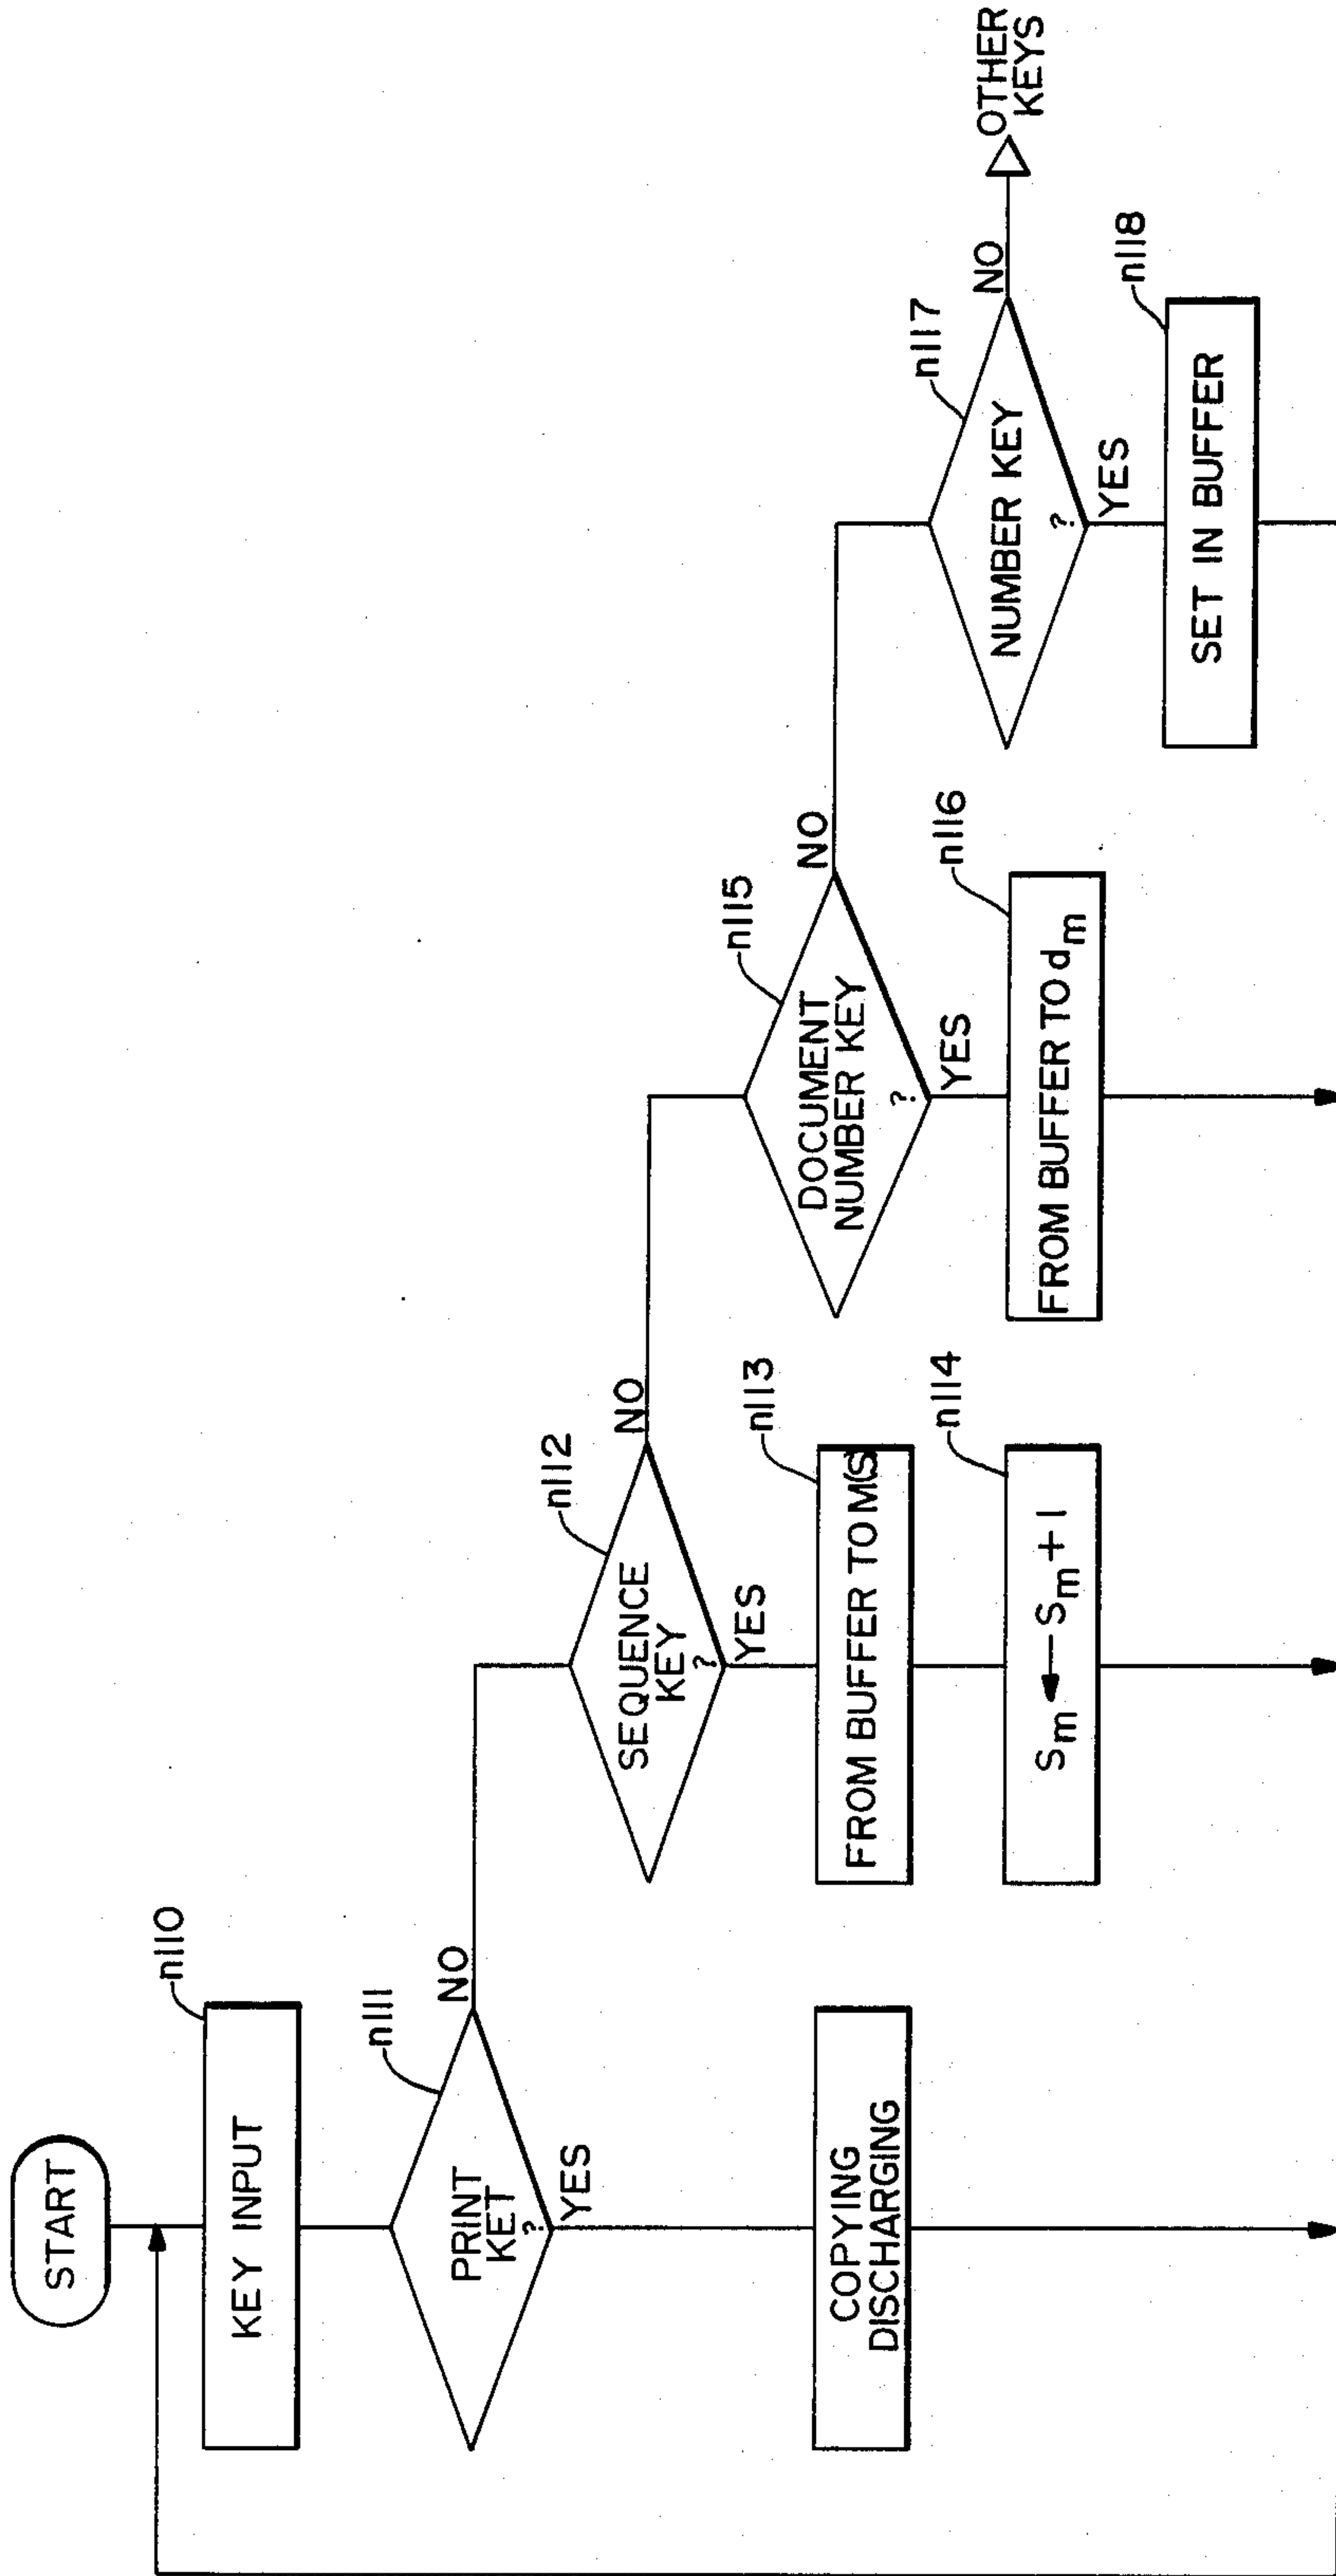 START
n110
KEY INPUT
n111
PRINT
KET
?
NO
YES
COPYING
DISCHARGING
n112
SEQUENCE
KEY
?
NO
YES
n113
FROM BUFFER TO M(S)
n114
Sm ← Sm + 1
n115
DOCUMENT
NUMBER KEY
?
NO
YES
n116
FROM BUFFER TO dm
n117
NUMBER KEY
?
NO
YES
OTHER
KEYS
n118
SET IN BUFFER